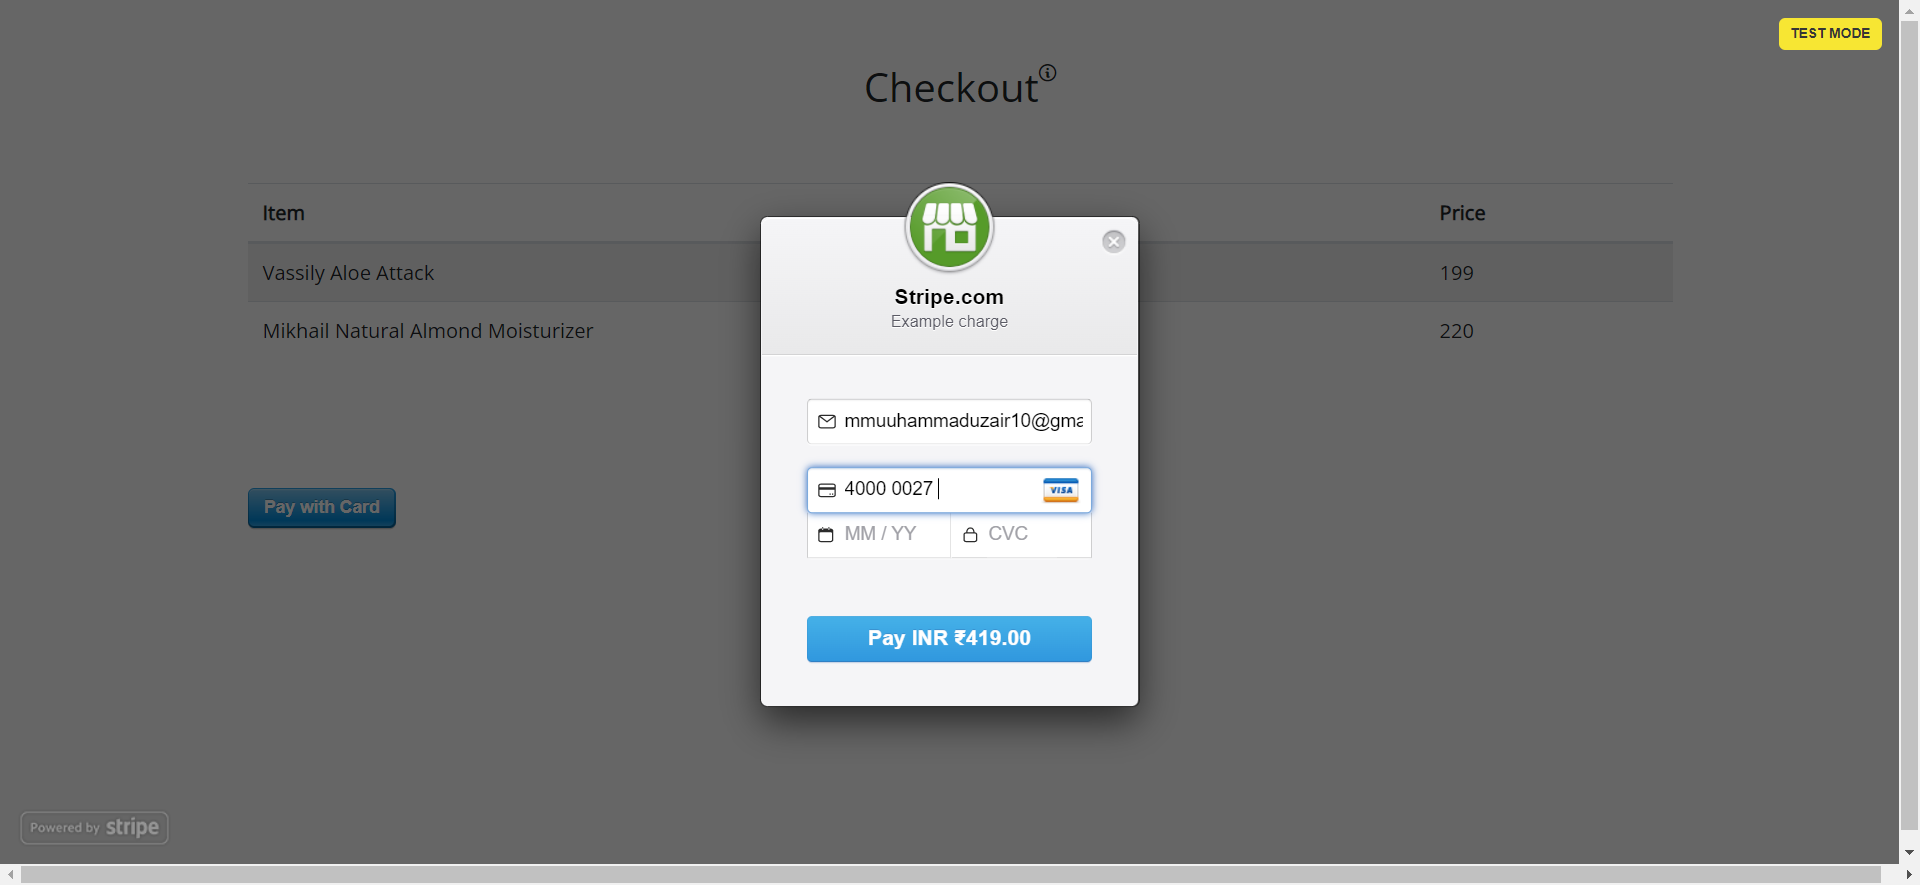 TEST MODE
Checkout
Item Price
Vassily Aloe Attack 199
Mikhail Natural Almond Moisturizer 220
Stripe.com
Example charge
mmuuhammaduzair10@gma
4000 0027
VISA
MM / YY CVC
Pay with Card
Pay INR ₹419.00
Powered by stripe